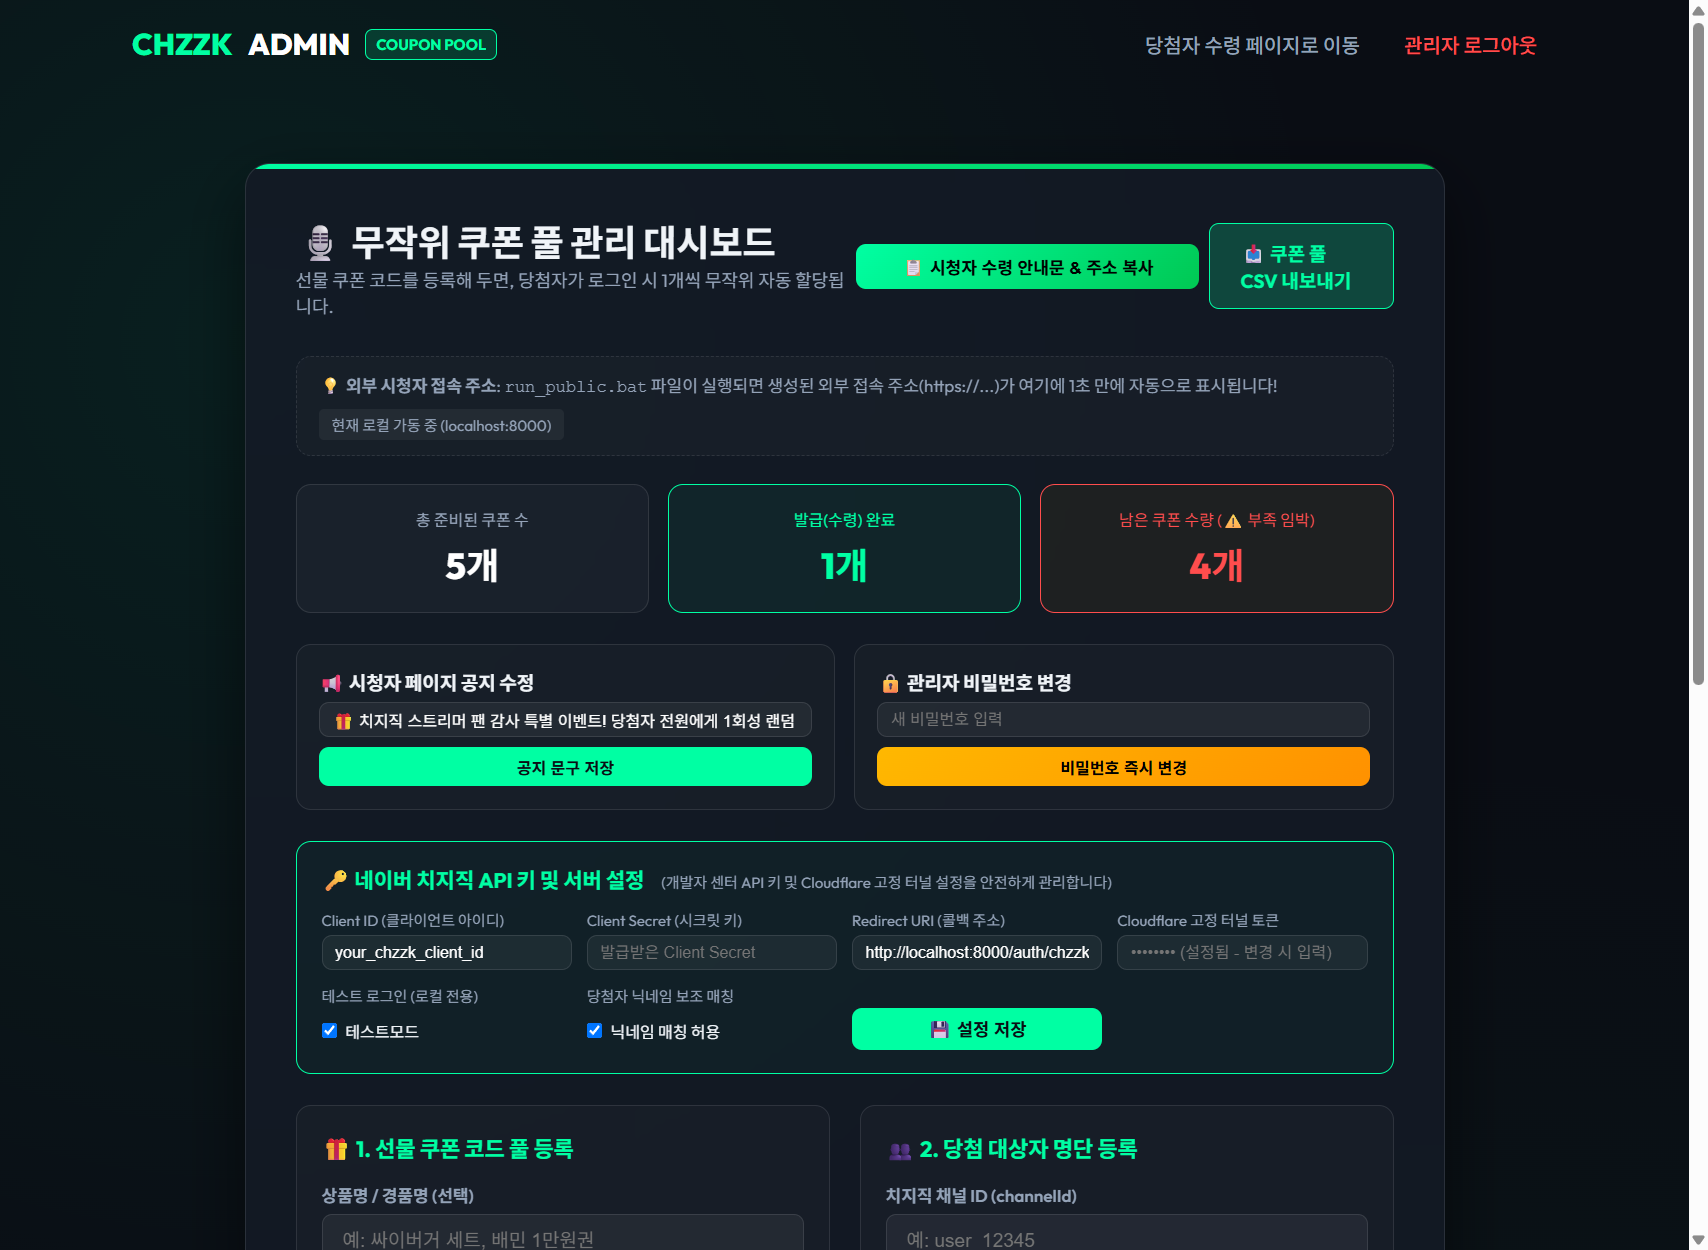 CHZZK ADMIN COUPON POOL
당첨자 수령 페이지로 이동
관리자 로그아웃
무작위 쿠폰 풀 관리 대시보드
선물 쿠폰 코드를 등록해 두면, 당첨자가 로그인 시 1개씩 무작위 자동 할당됩
니다.
시청자 수령 안내문 & 주소 복사
쿠폰 풀
CSV 내보내기
외부 시청자 접속 주소: run_public.bat 파일이 실행되면 생성된 외부 접속 주소(https://...)가 여기에 1초 만에 자동으로 표시됩니다!
현재 로컬 가동 중 (localhost:8000)
총 준비된 쿠폰 수
5개
발급(수령) 완료
1개
남은 쿠폰 수량 (⚠️ 부족 임박)
4개
시청자 페이지 공지 수정
🎁 치지직 스트리머 팬 감사 특별 이벤트! 당첨자 전원에게 1회성 랜덤
공지 문구 저장
관리자 비밀번호 변경
새 비밀번호 입력
비밀번호 즉시 변경
네이버 치지직 API 키 및 서버 설정 (개발자 센터 API 키 및 Cloudflare 고정 터널 설정을 안전하게 관리합니다)
Client ID (클라이언트 아이디)
your_chzzk_client_id
Client Secret (시크릿 키)
발급받은 Client Secret
Redirect URI (콜백 주소)
http://localhost:8000/auth/chzzk
Cloudflare 고정 터널 토큰
•••••••• (설정됨 - 변경 시 입력)
테스트 로그인 (로컬 전용)
테스트모드
당첨자 닉네임 보조 매칭
닉네임 매칭 허용
설정 저장
1. 선물 쿠폰 코드 풀 등록
상품명 / 경품명 (선택)
예: 싸이버거 세트, 배민 1만원권
2. 당첨 대상자 명단 등록
치지직 채널 ID (channelId)
예: user_12345